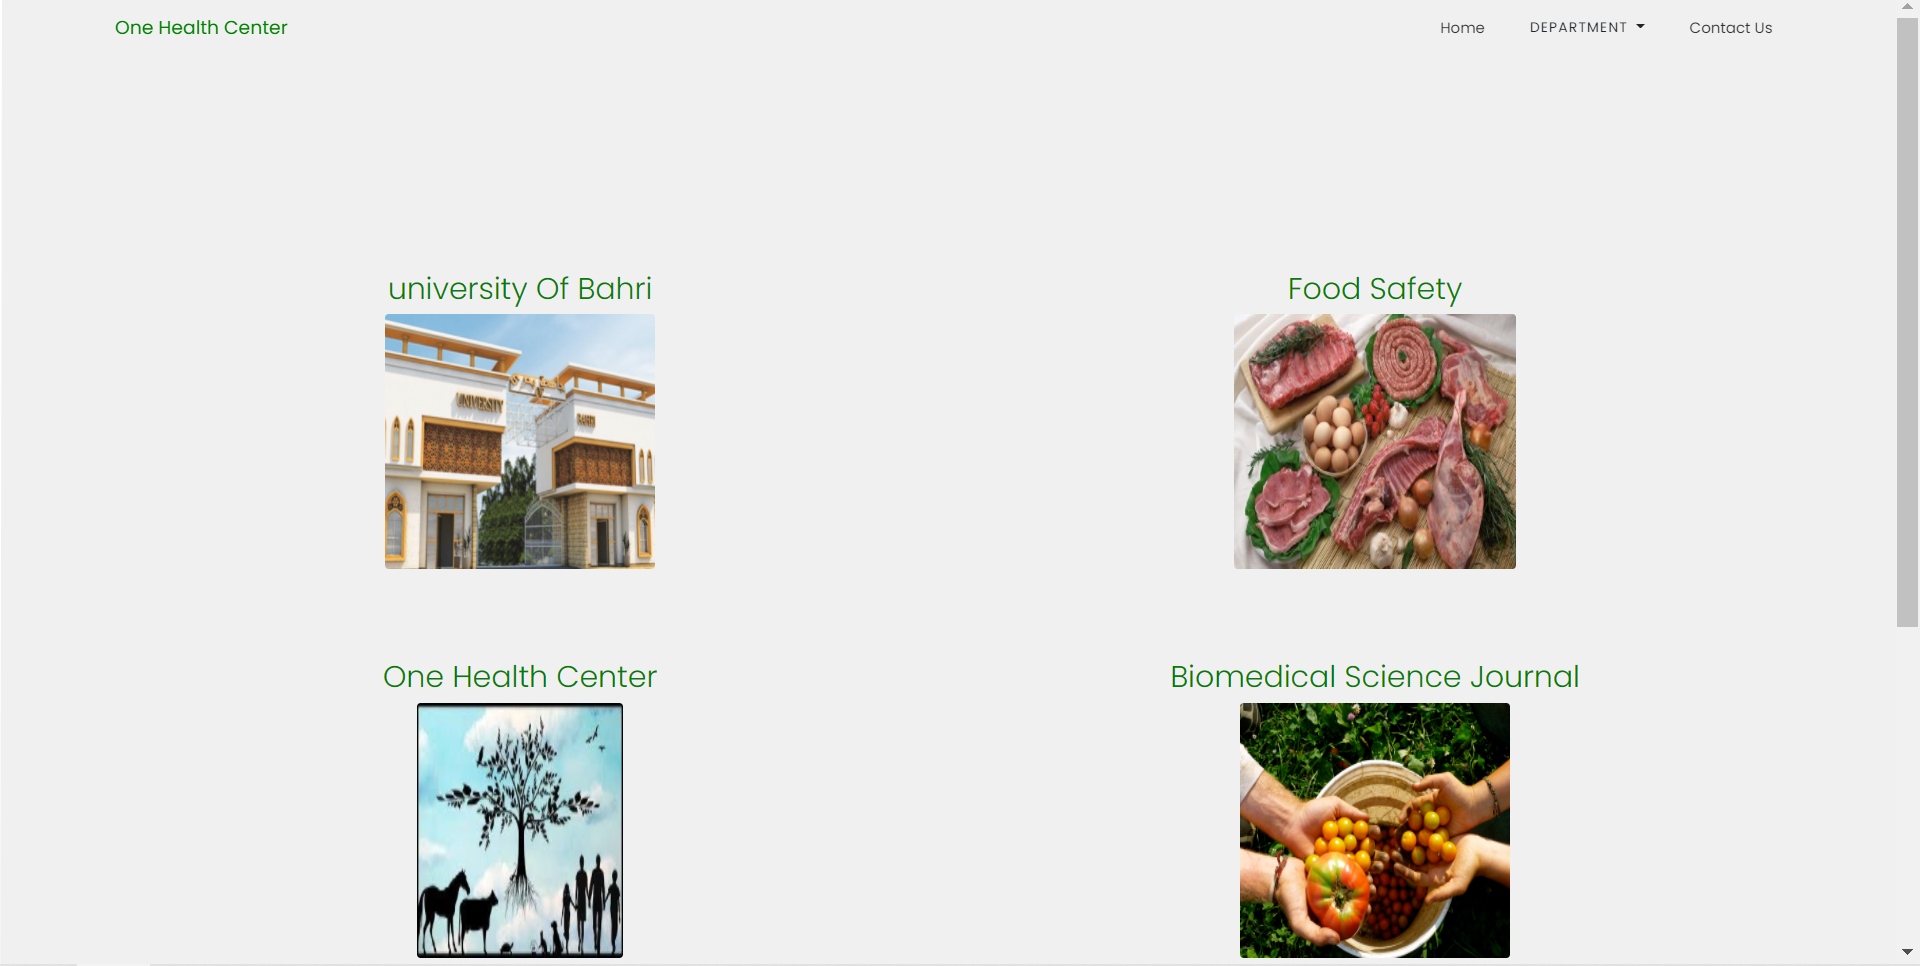 One Health Center
Home
DEPARTMENT
Contact Us
university Of Bahri
Food Safety
UNIVERSITY
BAHRI
One Health Center
Biomedical Science Journal